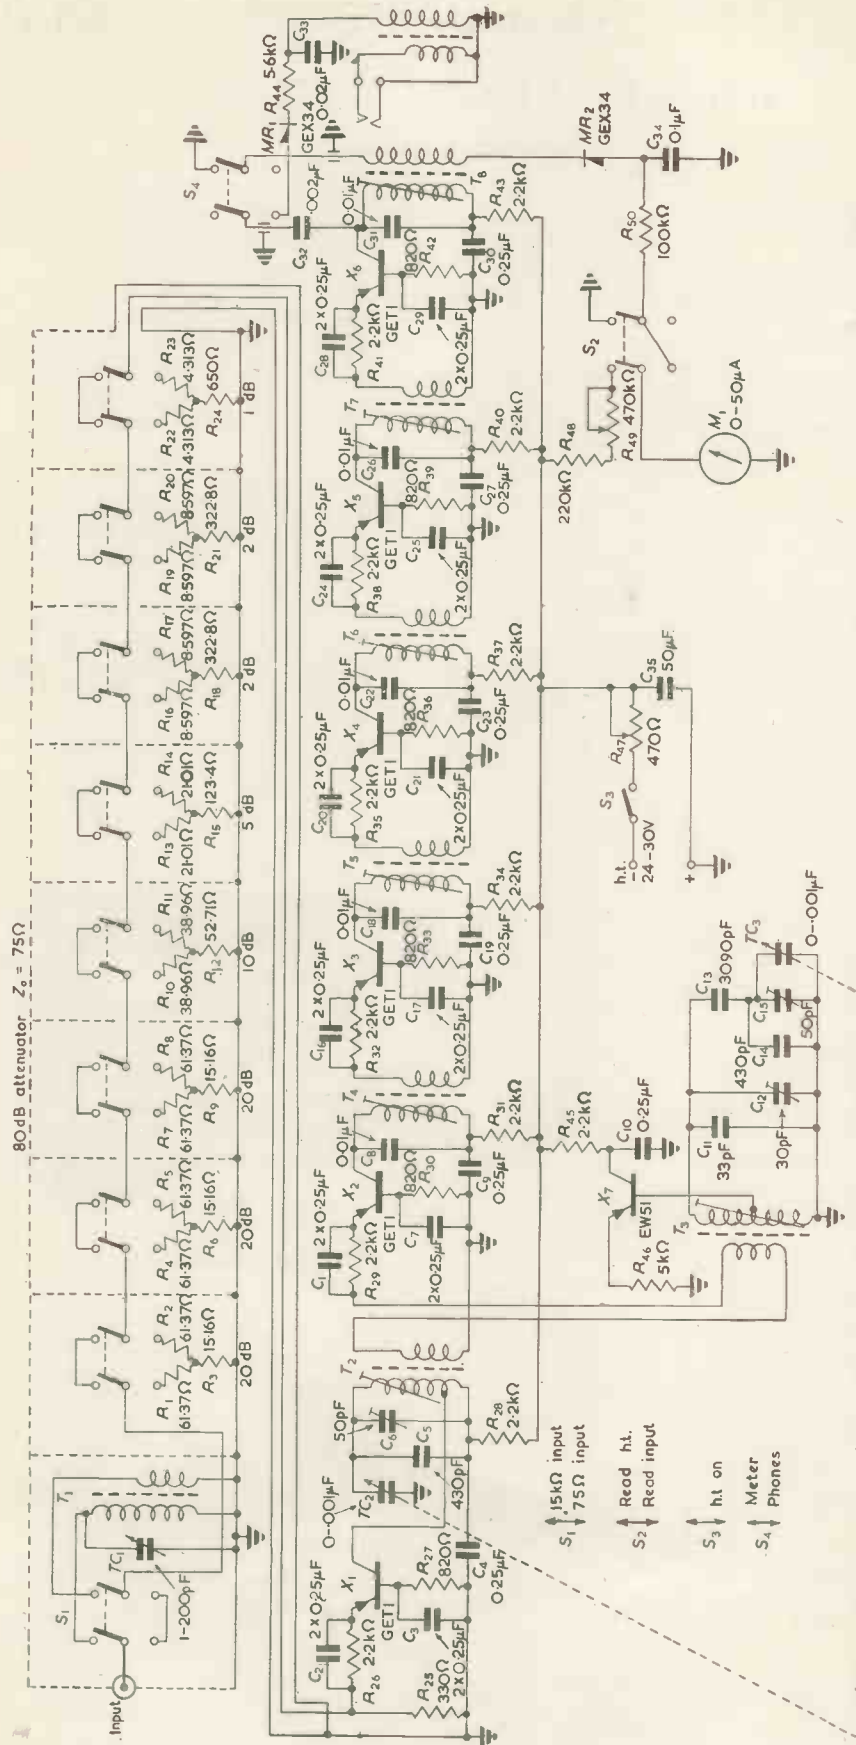 80dB attenuator Z₀ = 75Ω
Input
S₁
TC₁
1-200pF
T₁
R₁
61·37Ω
R₂
61·37Ω
R₃
15·16Ω
20dB
R₄
61·37Ω
R₅
61·37Ω
R₆
15·16Ω
20dB
R₇
61·37Ω
R₈
61·37Ω
R₉
15·16Ω
20dB
R₁₀
38·96Ω
R₁₁
38·96Ω
R₁₂
52·71Ω
10dB
R₁₃
21·01Ω
R₁₄
21·01Ω
R₁₅
123·4Ω
5 dB
R₁₆
8·597Ω
R₁₇
8·597Ω
R₁₈
322·8Ω
2 dB
R₁₉
8·597Ω
R₂₀
8·597Ω
R₂₁
322·8Ω
2 dB
R₂₂
4·313Ω
R₂₃
4·313Ω
R₂₄
650Ω
1 dB
C₂
2×0·25µF
R₂₆
2·2kΩ
X₁
GET1
R₂₅
330Ω
C₃
2×0·25µF
R₂₇
820Ω
C₄
0·25µF
TC₂
0-·001µF
C₅
430pF
C₆
50pF
T₂
R₂₈
2·2kΩ
C₁
2×0·25µF
R₂₉
2·2kΩ
GET1
X₂
C₇
2×0·25µF
R₃₀
820Ω
C₈
0·01µF
C₉
0·25µF
T₄
R₃₁
2·2kΩ
C₁₆
2×0·25µF
R₃₂
2·2kΩ
GET1
X₃
C₁₇
2×0·25µF
R₃₃
820Ω
C₁₈
0·01µF
C₁₉
0·25µF
T₅
R₃₄
2·2kΩ
C₂₀
2×0·25µF
R₃₅
2·2kΩ
GET1
X₄
C₂₁
2×0·25µF
R₃₆
820Ω
C₂₂
0·01µF
C₂₃
0·25µF
T₆
R₃₇
2·2kΩ
C₂₄
2×0·25µF
R₃₈
2·2kΩ
GET1
X₅
C₂₅
2×0·25µF
R₃₉
820Ω
C₂₆
0·01µF
C₂₇
0·25µF
T₇
R₄₀
2·2kΩ
C₂₈
2×0·25µF
R₄₁
2·2kΩ
GET1
X₆
C₂₉
2×0·25µF
R₄₂
820Ω
C₃₀
0·25µF
C₃₁
0·01µF
T₈
R₄₃
2·2kΩ
C₃₂
·002µF
S₄
MR₁
GEX34
R₄₄ 5·6kΩ
C₃₃
0·02µF
MR₂
GEX34
C₃₄
0·1µF
R₅₀
100kΩ
S₂
R₄₈
220kΩ
R₄₉
470kΩ
M₁
0-50µA
R₄₅
2·2kΩ
C₁₀
0·25µF
X₇
EW51
R₄₆
5kΩ
T₃
C₁₁
33pF
C₁₂
30pF
C₁₃
3090pF
C₁₄
430pF
C₁₅
50pF
TC₃
0-·001µF
h.t.
−
24-30V
+
S₃
R₄₇
470Ω
C₃₅
50µF
S₁ 15kΩ input
75Ω input
S₂ Read h.t.
Read input
S₃ h.t on
S₄ Meter
Phones